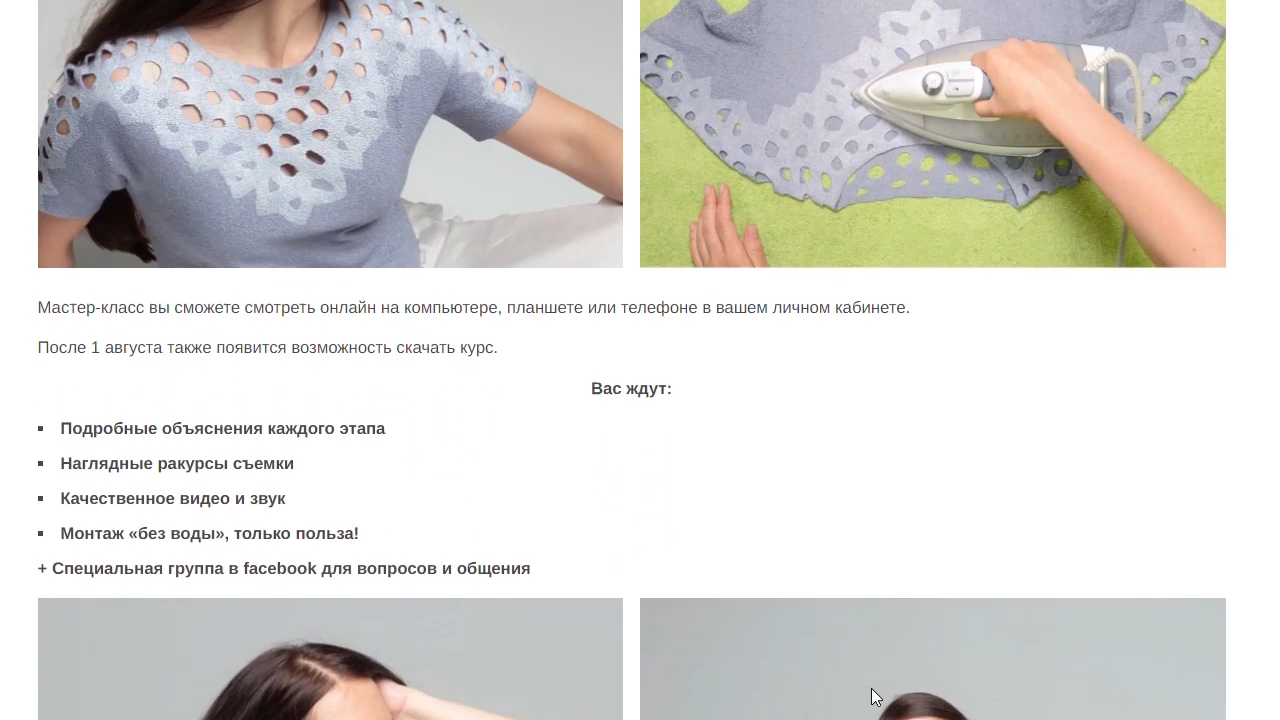 Мастер-класс вы сможете смотреть онлайн на компьютере, планшете или телефоне в вашем личном кабинете.
После 1 августа также появится возможность скачать курс.
Вас ждут:
▪ Подробные объяснения каждого этапа
▪ Наглядные ракурсы съемки
▪ Качественное видео и звук
▪ Монтаж «без воды», только польза!
+ Специальная группа в facebook для вопросов и общения